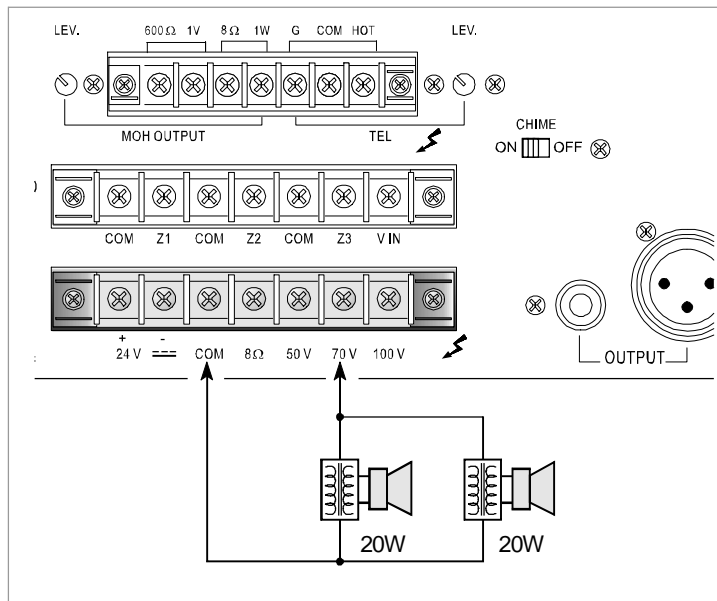 LEV. 600Ω 1V 8Ω 1W G COM HOT LEV.
MOH OUTPUT TEL
CHIME
ON OFF
COM Z1 COM Z2 COM Z3 V IN
+ -
24 V COM 8Ω 50 V 70 V 100 V
OUTPUT
20W 20W